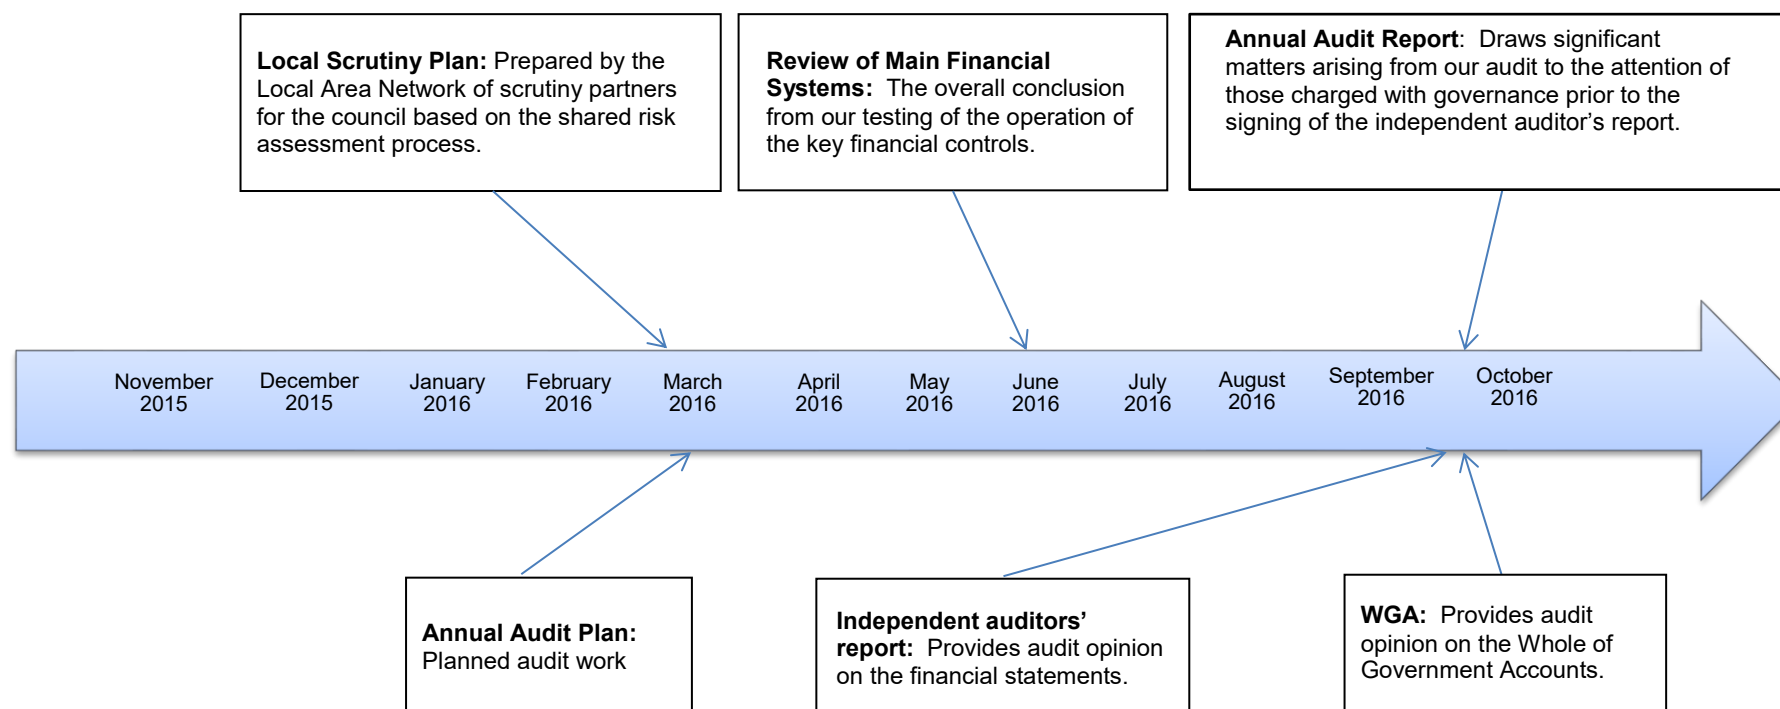 Local Scrutiny Plan: Prepared by the
Local Area Network of scrutiny partners
for the council based on the shared risk
assessment process.
Review of Main Financial
Systems: The overall conclusion
from our testing of the operation of
the key financial controls.
Annual Audit Report: Draws significant
matters arising from our audit to the attention of
those charged with governance prior to the
signing of the independent auditor’s report.
November
2015
December
2015
January
2016
February
2016
March
2016
April
2016
May
2016
June
2016
July
2016
August
2016
September
2016
October
2016
Annual Audit Plan:
Planned audit work
Independent auditors’
report: Provides audit opinion
on the financial statements.
WGA: Provides audit
opinion on the Whole of
Government Accounts.